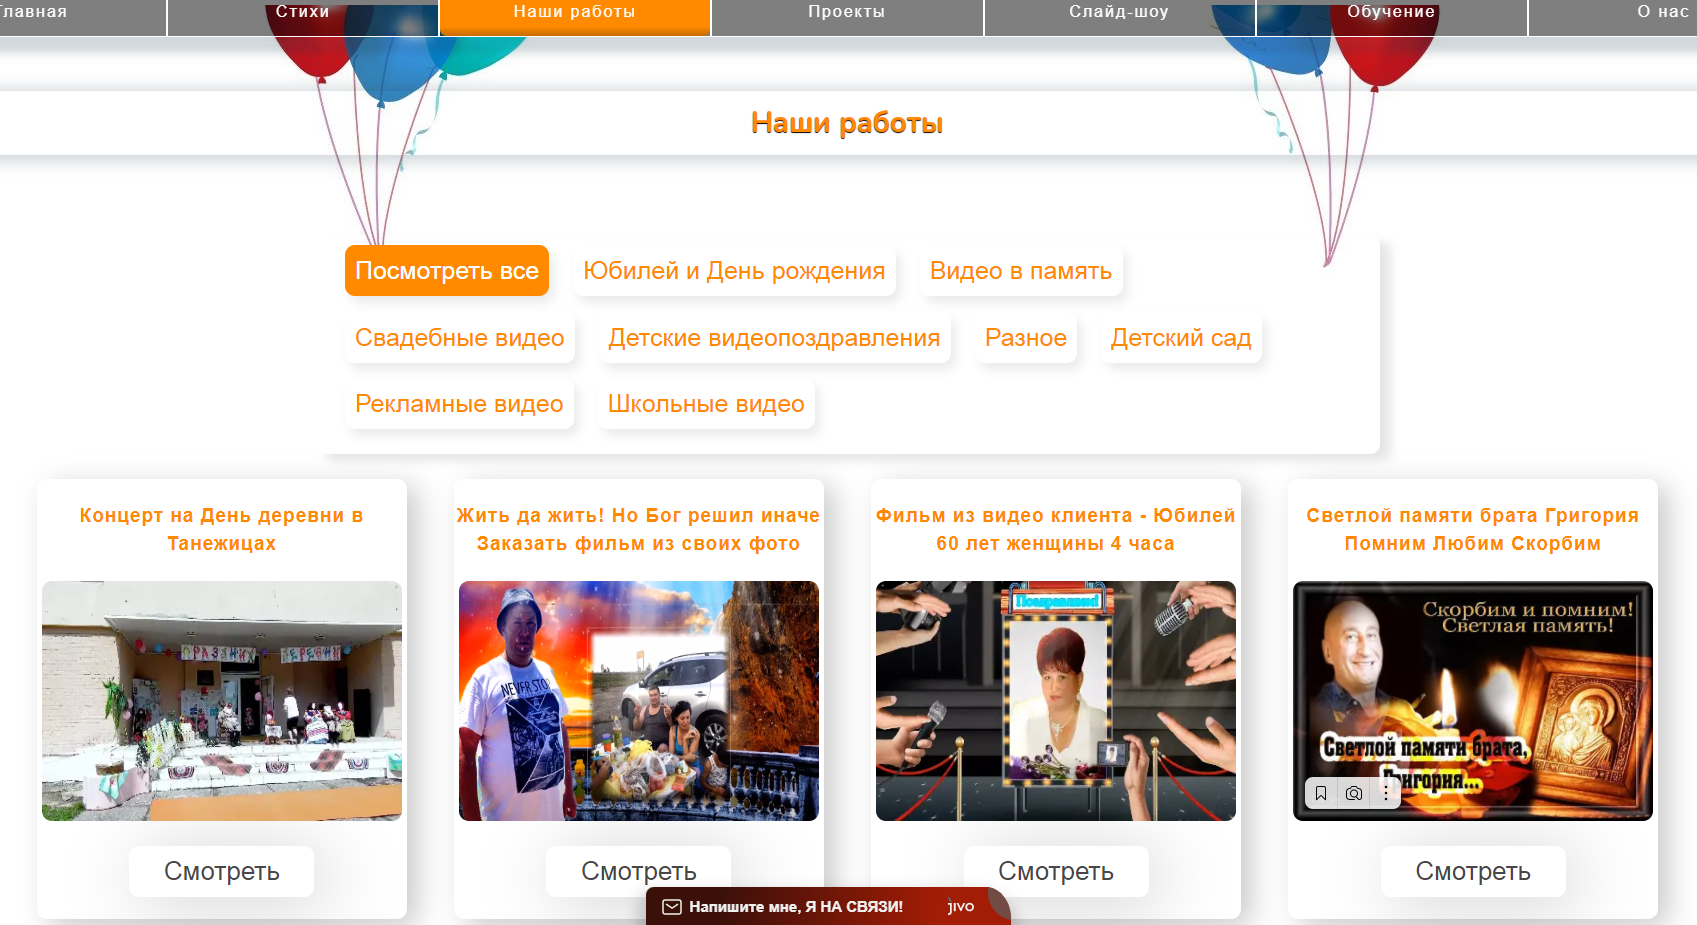 Главная
Стихи
Наши работы
Проекты
Слайд-шоу
Обучение
О нас
Наши работы
Посмотреть все
Юбилей и День рождения
Видео в память
Свадебные видео
Детские видеопоздравления
Разное
Детский сад
Рекламные видео
Школьные видео
Концерт на День деревни в
Танежицах
Жить да жить! Но Бог решил иначе
Заказать фильм из своих фото
Фильм из видео клиента - Юбилей
60 лет женщины 4 часа
Светлой памяти брата Григория
Помним Любим Скорбим
NEVER STOP
Поздравляем!
Скорбим и помним!
Светлая память!
Светлой памяти брата,
Григория...
Смотреть
Смотреть
Смотреть
Смотреть
Напишите мне, Я НА СВЯЗИ!
jivo